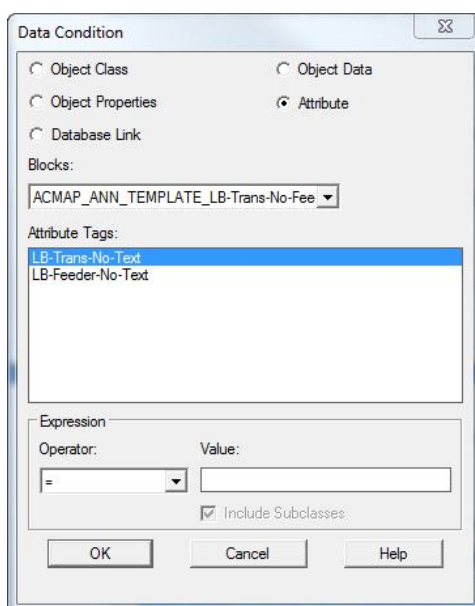 Data Condition
Object Class
Object Data
Object Properties
Attribute
Database Link
Blocks:
ACMAP_ANN_TEMPLATE_LB-Trans-No-Fee
Attribute Tags:
LB-Trans-No-Text
LB-Feeder-No-Text
Expression
Operator:
Value:
=
Include Subclasses
OK
Cancel
Help